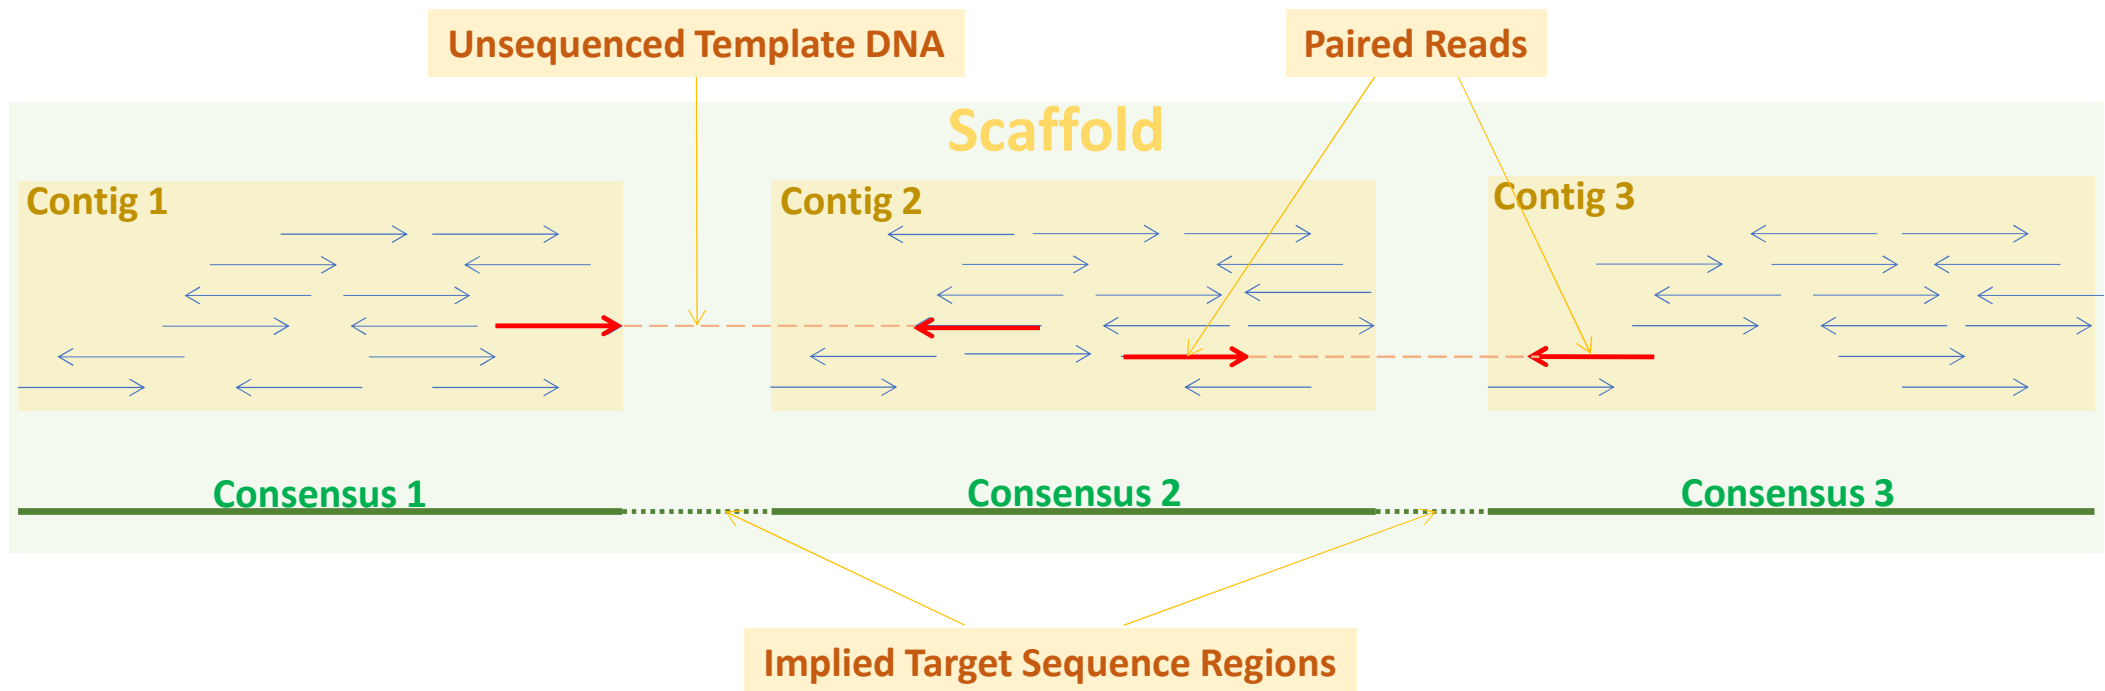 Unsequenced Template DNA
Paired Reads
Scaffold
Contig 1
Contig 2
Contig 3
Consensus 1
Consensus 2
Consensus 3
Implied Target Sequence Regions